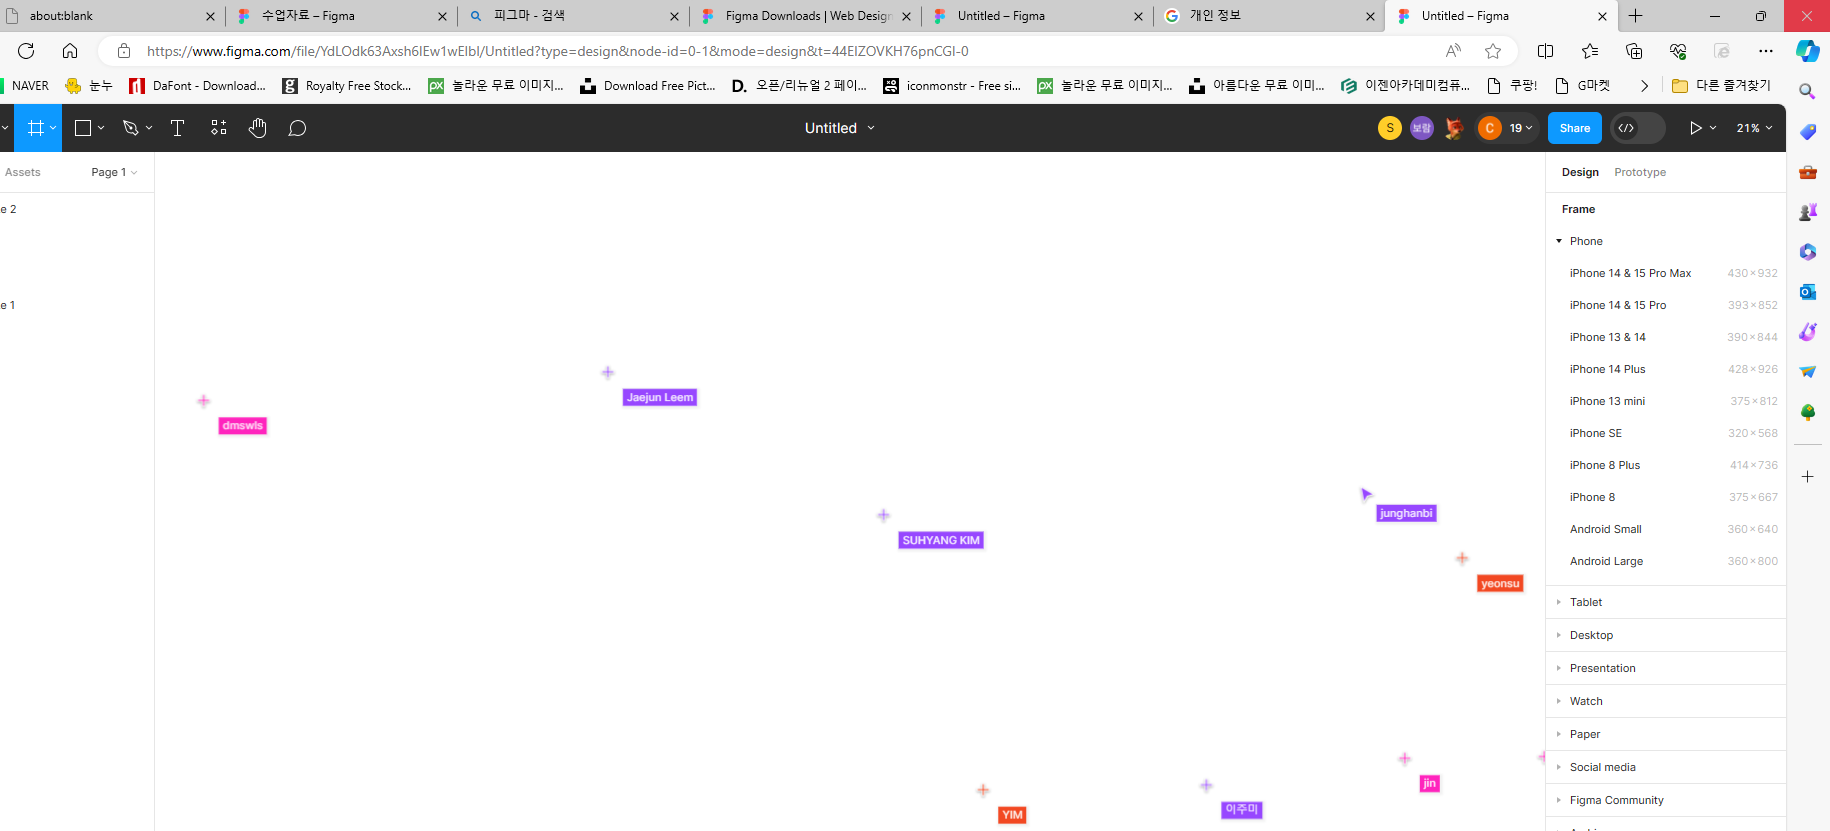 about:blank
수업자료 – Figma
피그마 - 검색
Figma Downloads | Web Design
Untitled – Figma
개인 정보
Untitled – Figma
https://www.figma.com/file/YdLOdk63Axsh6IEw1wElbl/Untitled?type=design&node-id=0-1&mode=design&t=44EIZOVKH76pnCGI-0
NAVER
눈누
DaFont - Download...
Royalty Free Stock...
놀라운 무료 이미지...
Download Free Pict...
오픈/리뉴얼 2 페이...
iconmonstr - Free si...
놀라운 무료 이미지...
아름다운 무료 이미...
이젠아카데미컴퓨...
쿠팡!
G마켓
다른 즐겨찾기
Untitled
S
보람
C
19
Share
21%
Assets
Page 1
Design
Prototype
e 2
Frame
Phone
iPhone 14 & 15 Pro Max 430×932
e 1
iPhone 14 & 15 Pro 393×852
iPhone 13 & 14 390×844
iPhone 14 Plus 428×926
iPhone 13 mini 375×812
iPhone SE 320×568
iPhone 8 Plus 414×736
iPhone 8 375×667
Android Small 360×640
Android Large 360×800
Tablet
Desktop
Presentation
Watch
Paper
Social media
Figma Community
Jaejun Leem
dmswls
junghanbi
SUHYANG KIM
yeonsu
jin
이주미
YIM